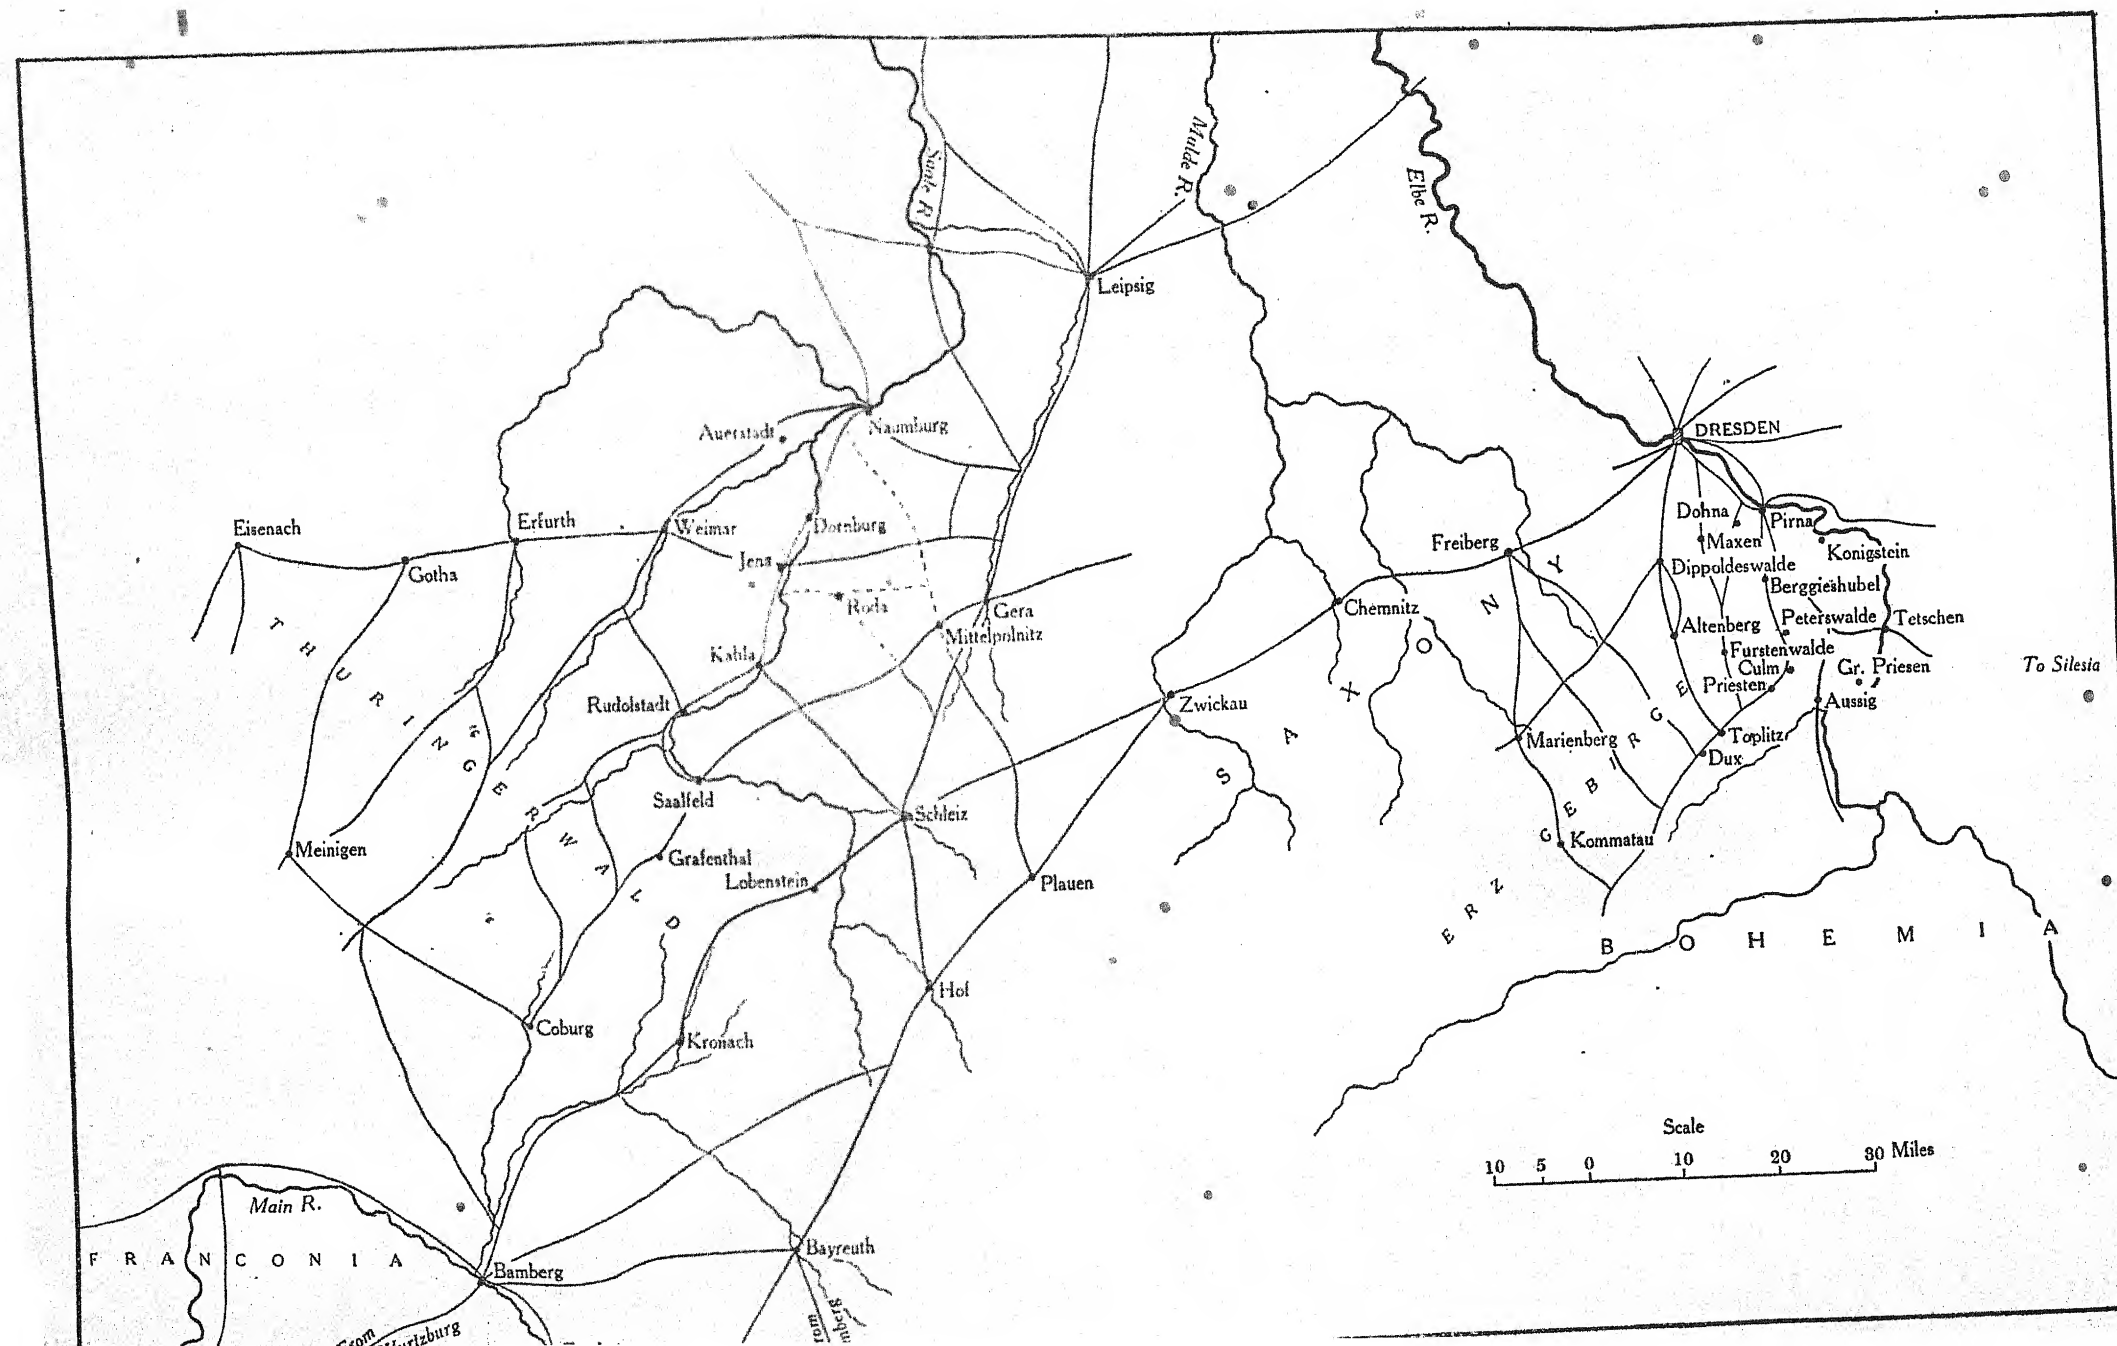 Saale R.
Mulde R.
Elbe R.
Leipsig
Auerstadt
Naumburg
DRESDEN
Eisenach
Erfurth
Weimar
Dornburg
Dohna
Pirna
Gotha
Jena
Freiberg
Maxen
Konigstein
Dippoldeswalde
Berggieshubel
Roda
Gera
Chemnitz
Mittelpolnitz
Altenberg
Peterswalde
Tetschen
Furstenwalde
Kahla
Culm
Gr. Priesen
To Silesia
Priesten
Aussig
Rudolstadt
Zwickau
THURINGERWALD
SAXONY
Marienberg
Toplitz
Dux
Saalfeld
Schleiz
ERZ GEBIRGE
Kommatau
Meinigen
Grafenthal
Lobenstein
Plauen
BOHEMIA
Hof
Coburg
Kronach
Scale
10 5 0 10 20 30 Miles
Main R.
FRANCONIA
Bamberg
Bayreuth
From
Wurtzburg